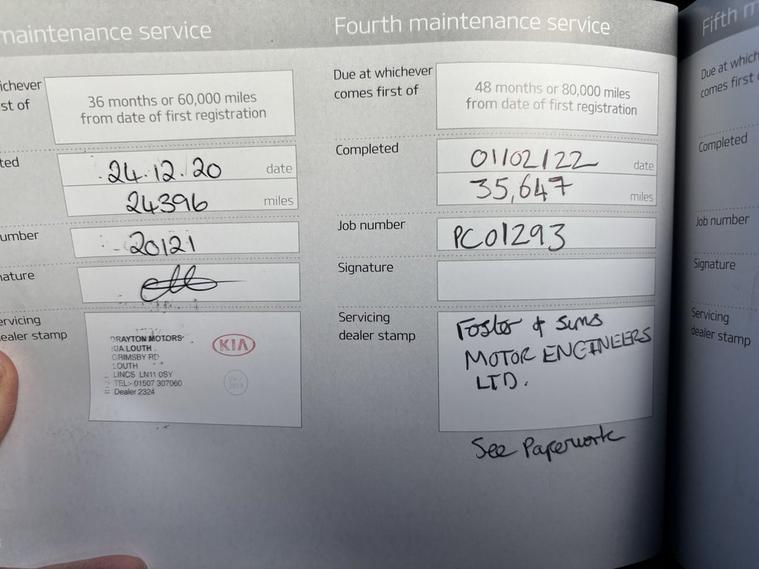 maintenance service
ichever
st of
36 months or 60,000 miles
from date of first registration
ted
24.12.20 date
24396 miles
umber
20121
nature
ervicing
ealer stamp
DRAYTON MOTORS
KIA LOUTH
GRIMSBY RD
LOUTH
LINCS LN11 0SY
TEL:- 01507 307060
Dealer 2324
KIA
Fourth maintenance service
Due at whichever
comes first of
48 months or 80,000 miles
from date of first registration
Completed
01/02/22 date
35,647 miles
Job number
PC01293
Signature
Servicing
dealer stamp
Foster & Sims
MOTOR ENGINEERS
LTD.
See Paperwork
Fifth m
Due at which
comes first
Completed
Job number
Signature
Servicing
dealer stamp